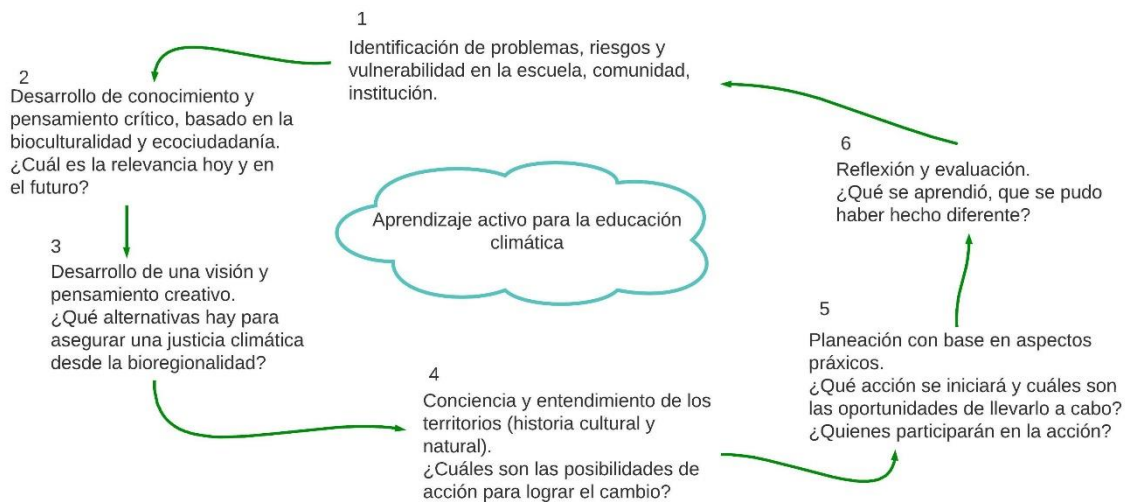 1
Identificación de problemas, riesgos y
vulnerabilidad en la escuela, comunidad,
institución.
2
Desarrollo de conocimiento y
pensamiento crítico, basado en la
bioculturalidad y ecociudadanía.
¿Cuál es la relevancia hoy y en
el futuro?
3
Desarrollo de una visión y
pensamiento creativo.
¿Qué alternativas hay para
asegurar una justicia climática
desde la bioregionalidad?
4
Conciencia y entendimiento de los
territorios (historia cultural y
natural).
¿Cuáles son las posibilidades de
acción para lograr el cambio?
5
Planeación con base en aspectos
práxicos.
¿Qué acción se iniciará y cuáles son
las oportunidades de llevarlo a cabo?
¿Quienes participarán en la acción?
6
Reflexión y evaluación.
¿Qué se aprendió, que se pudo
haber hecho diferente?
Aprendizaje activo para la educación
climática